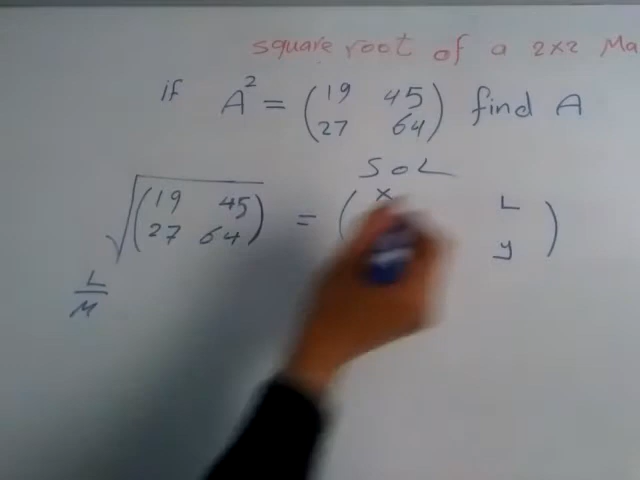 square root of a 2x2 Ma
if A² = (19 45) find A
27 64
SOL
√(19 45) = (x L)
27 64 y
L
M